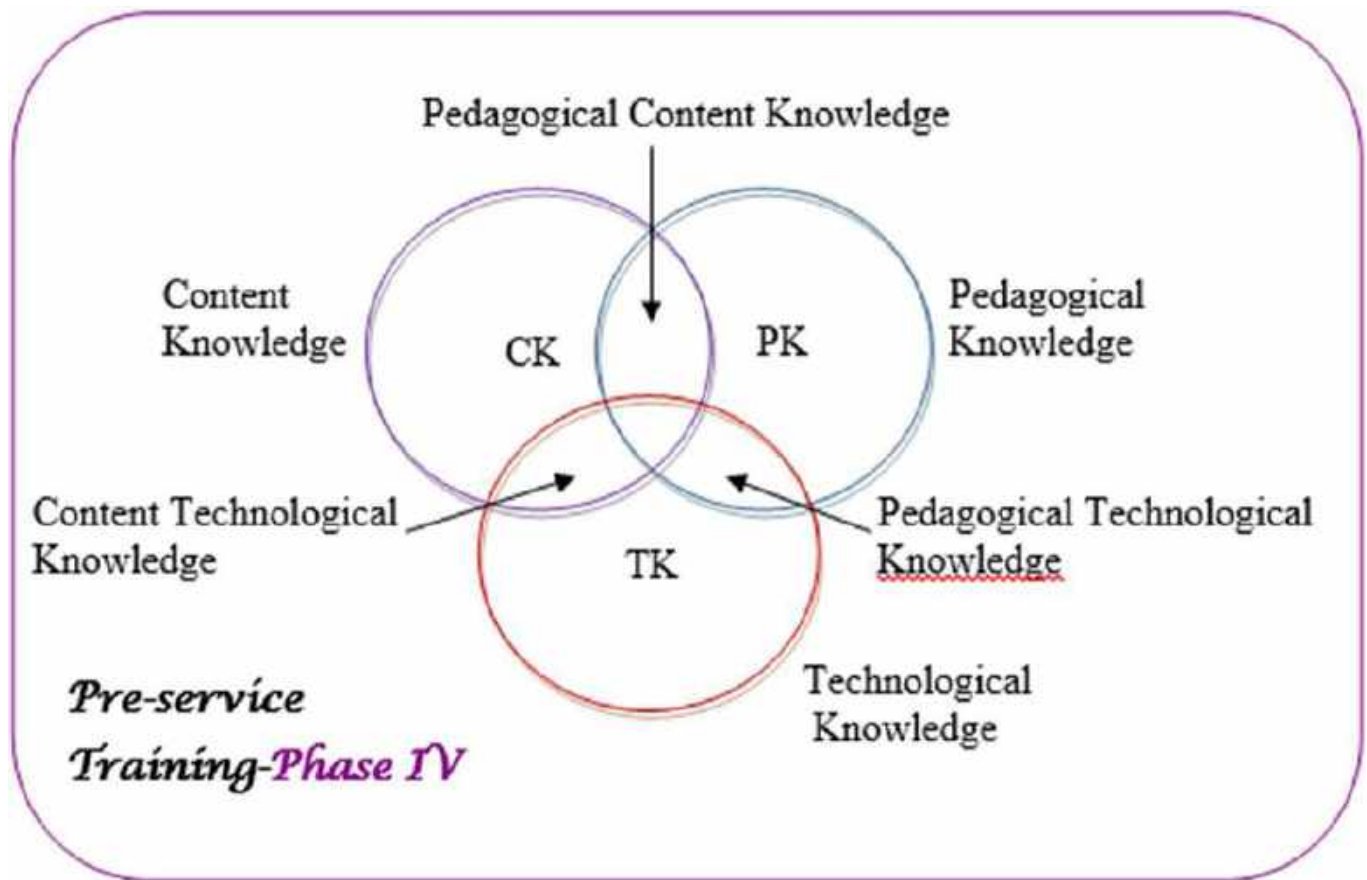 Pedagogical Content Knowledge
Content
Knowledge
CK
PK
Pedagogical
Knowledge
Content Technological
Knowledge
TK
Pedagogical Technological
Knowledge
Technological
Knowledge
Pre-service
Training-Phase IV